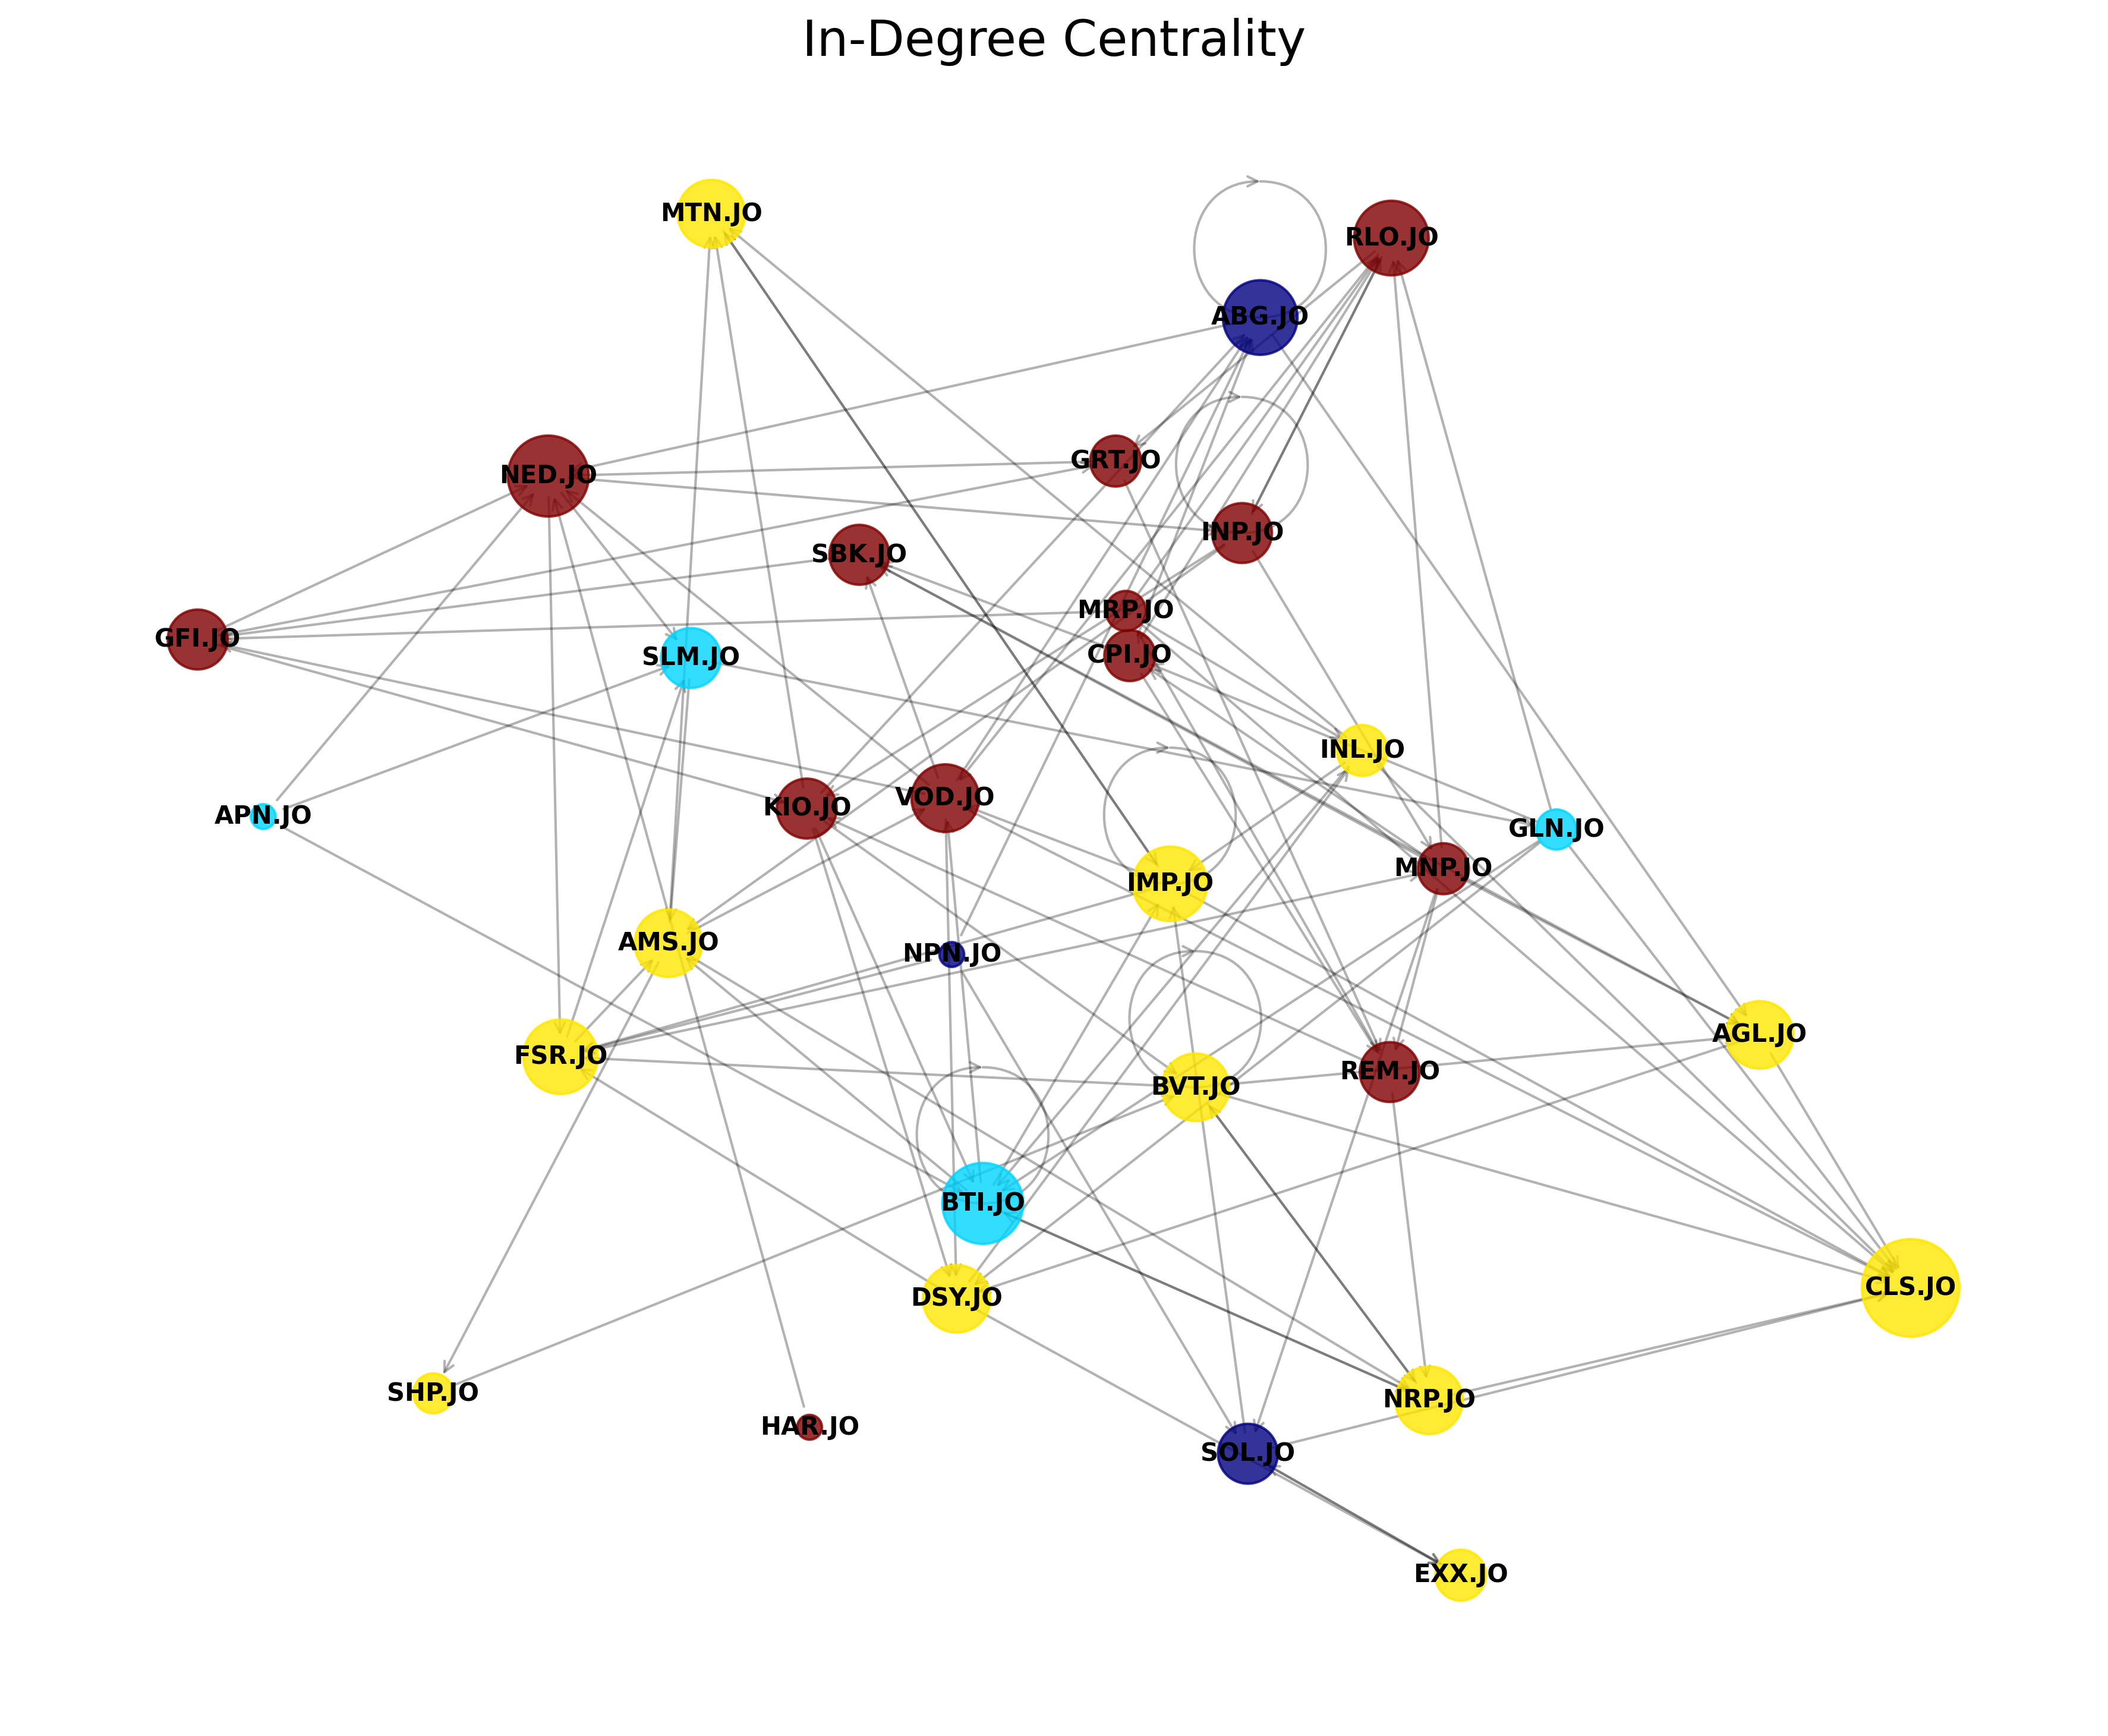 In-Degree Centrality
MTN.JO
RLO.JO
ABG.JO
GRT.JO
NED.JO
INP.JO
SBK.JO
MRP.JO
GFI.JO
CPI.JO
SLM.JO
INL.JO
VOD.JO
KIO.JO
APN.JO
GLN.JO
MNP.JO
IMP.JO
AMS.JO
NPN.JO
AGL.JO
FSR.JO
REM.JO
BVT.JO
BTI.JO
CLS.JO
DSY.JO
SHP.JO
NRP.JO
HAR.JO
SOL.JO
EXX.JO